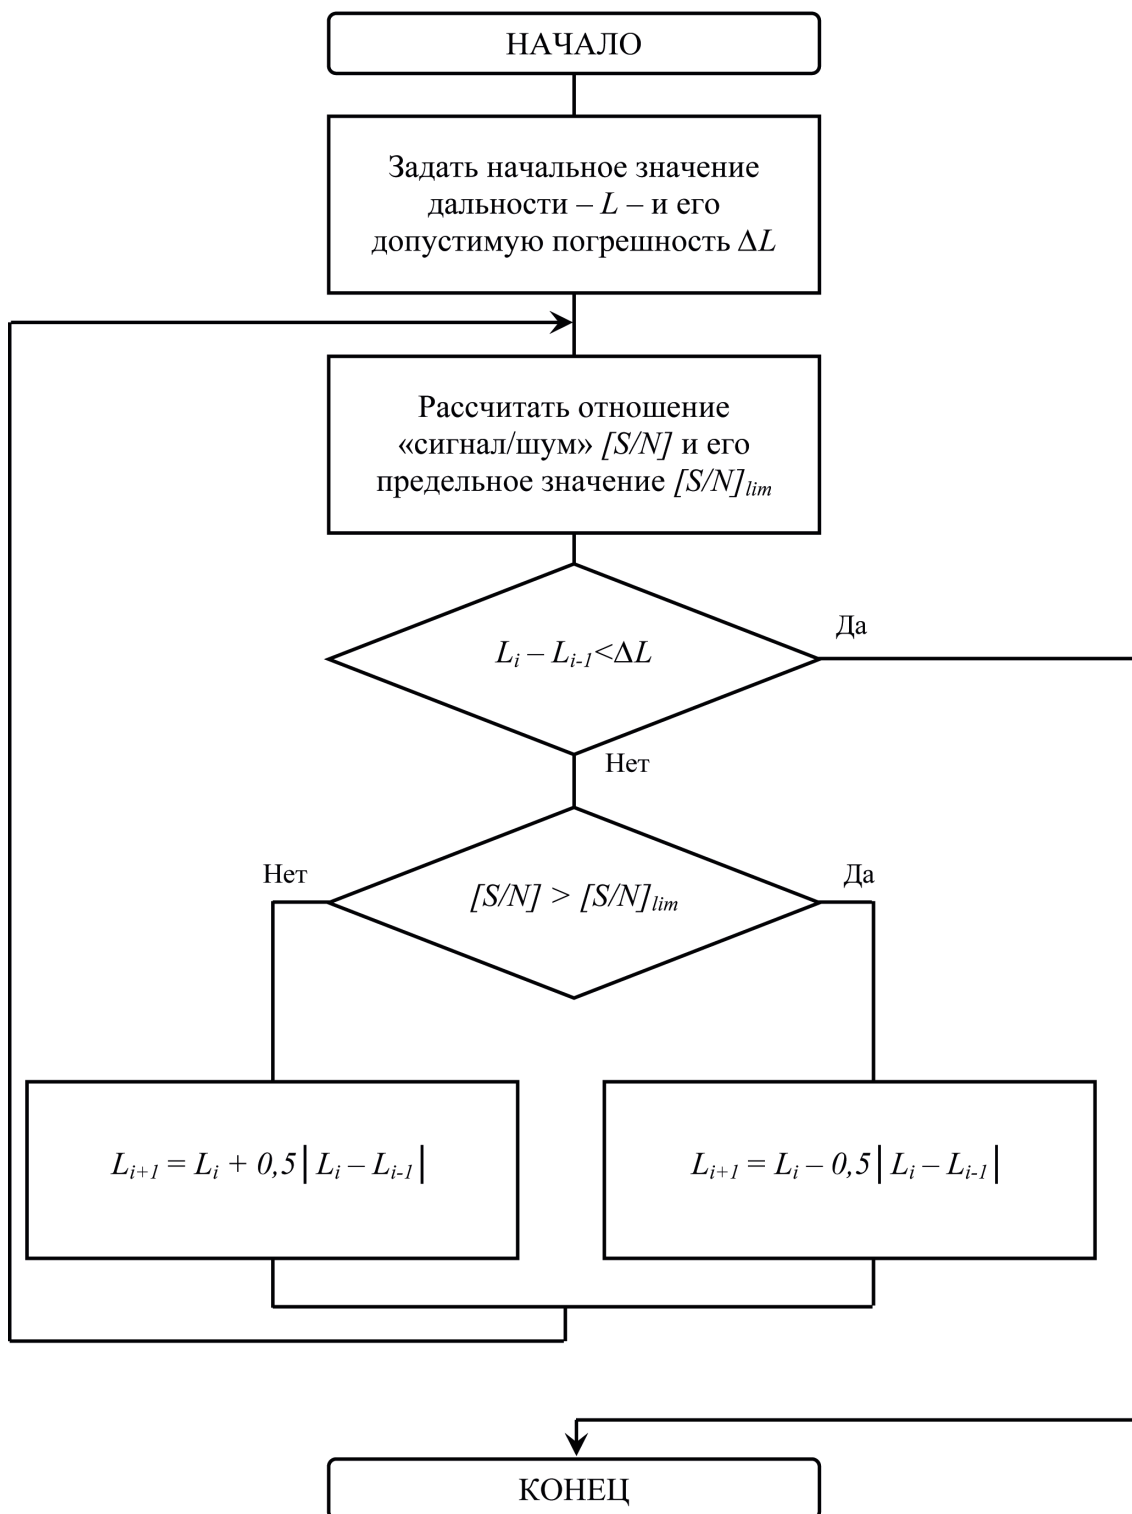 НАЧАЛО
Задать начальное значение
дальности – L – и его
допустимую погрешность ΔL
Рассчитать отношение
«сигнал/шум» [S/N] и его
предельное значение [S/N]lim
Да
Li – Li-1<ΔL
Нет
Нет
Да
[S/N] > [S/N]lim
Li+1 = Li + 0,5| Li – Li-1|
Li+1 = Li – 0,5| Li – Li-1|
КОНЕЦ